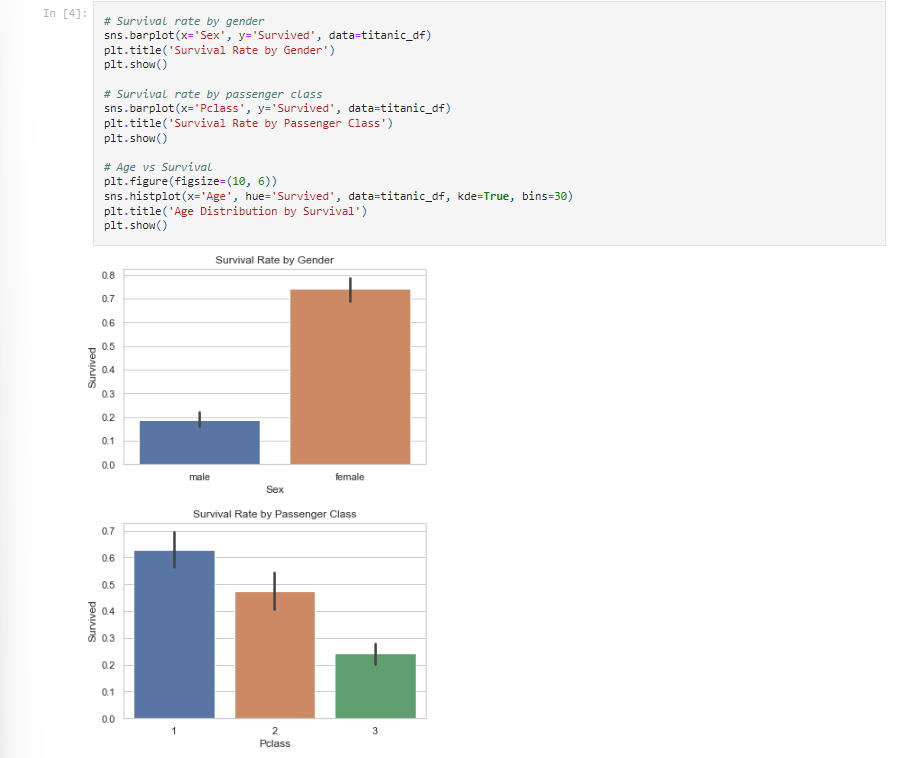 In [4]:
# Survival rate by gender
sns.barplot(x='Sex', y='Survived', data=titanic_df)
plt.title('Survival Rate by Gender')
plt.show()
# Survival rate by passenger class
sns.barplot(x='Pclass', y='Survived', data=titanic_df)
plt.title('Survival Rate by Passenger Class')
plt.show()
# Age vs Survival
plt.figure(figsize=(10, 6))
sns.histplot(x='Age', hue='Survived', data=titanic_df, kde=True, bins=30)
plt.title('Age Distribution by Survival')
plt.show()
Survival Rate by Gender
0.8
0.7
0.6
0.5
0.4
0.3
0.2
0.1
0.0
Survived
male female
Sex
Survival Rate by Passenger Class
0.7
0.6
0.5
0.4
0.3
0.2
0.1
0.0
Survived
1 2 3
Pclass